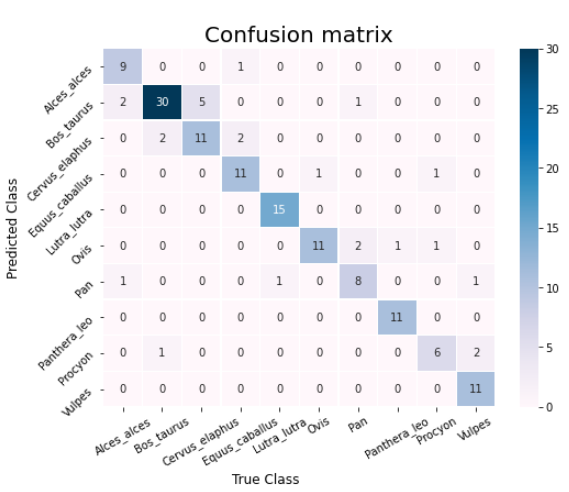 Confusion matrix
Alces_alces 9 0 0 1 0 0 0 0 0 0
Bos_taurus 2 30 5 0 0 0 1 0 0 0
Cervus_elaphus 0 2 11 2 0 0 0 0 0 0
Equus_caballus 0 0 0 11 0 1 0 0 1 0
Lutra_lutra 0 0 0 0 15 0 0 0 0 0
Ovis 0 0 0 0 0 11 2 1 1 0
Pan 1 0 0 0 1 0 8 0 0 1
Panthera_leo 0 0 0 0 0 0 0 11 0 0
Procyon 0 1 0 0 0 0 0 0 6 2
Vulpes 0 0 0 0 0 0 0 0 0 11
Predicted Class
Alces_alces Bos_taurus Cervus_elaphus Equus_caballus Lutra_lutra Ovis Pan Panthera_leo Procyon Vulpes
True Class
30
25
20
15
10
5
0